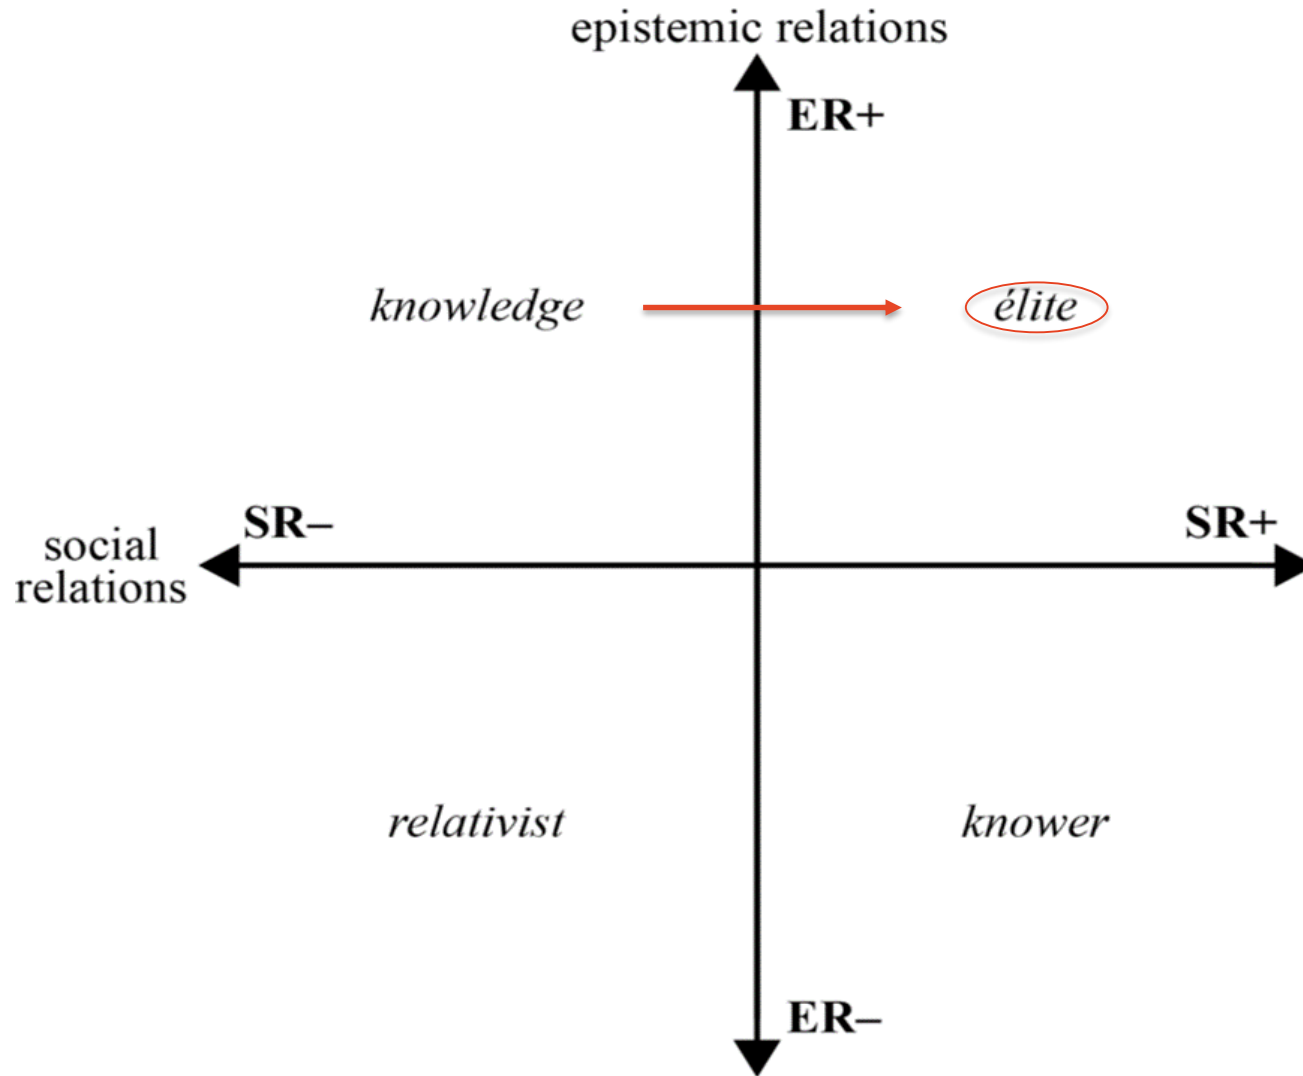 epistemic relations
ER+
knowledge
élite
SR–
SR+
social
relations
relativist
knower
ER–